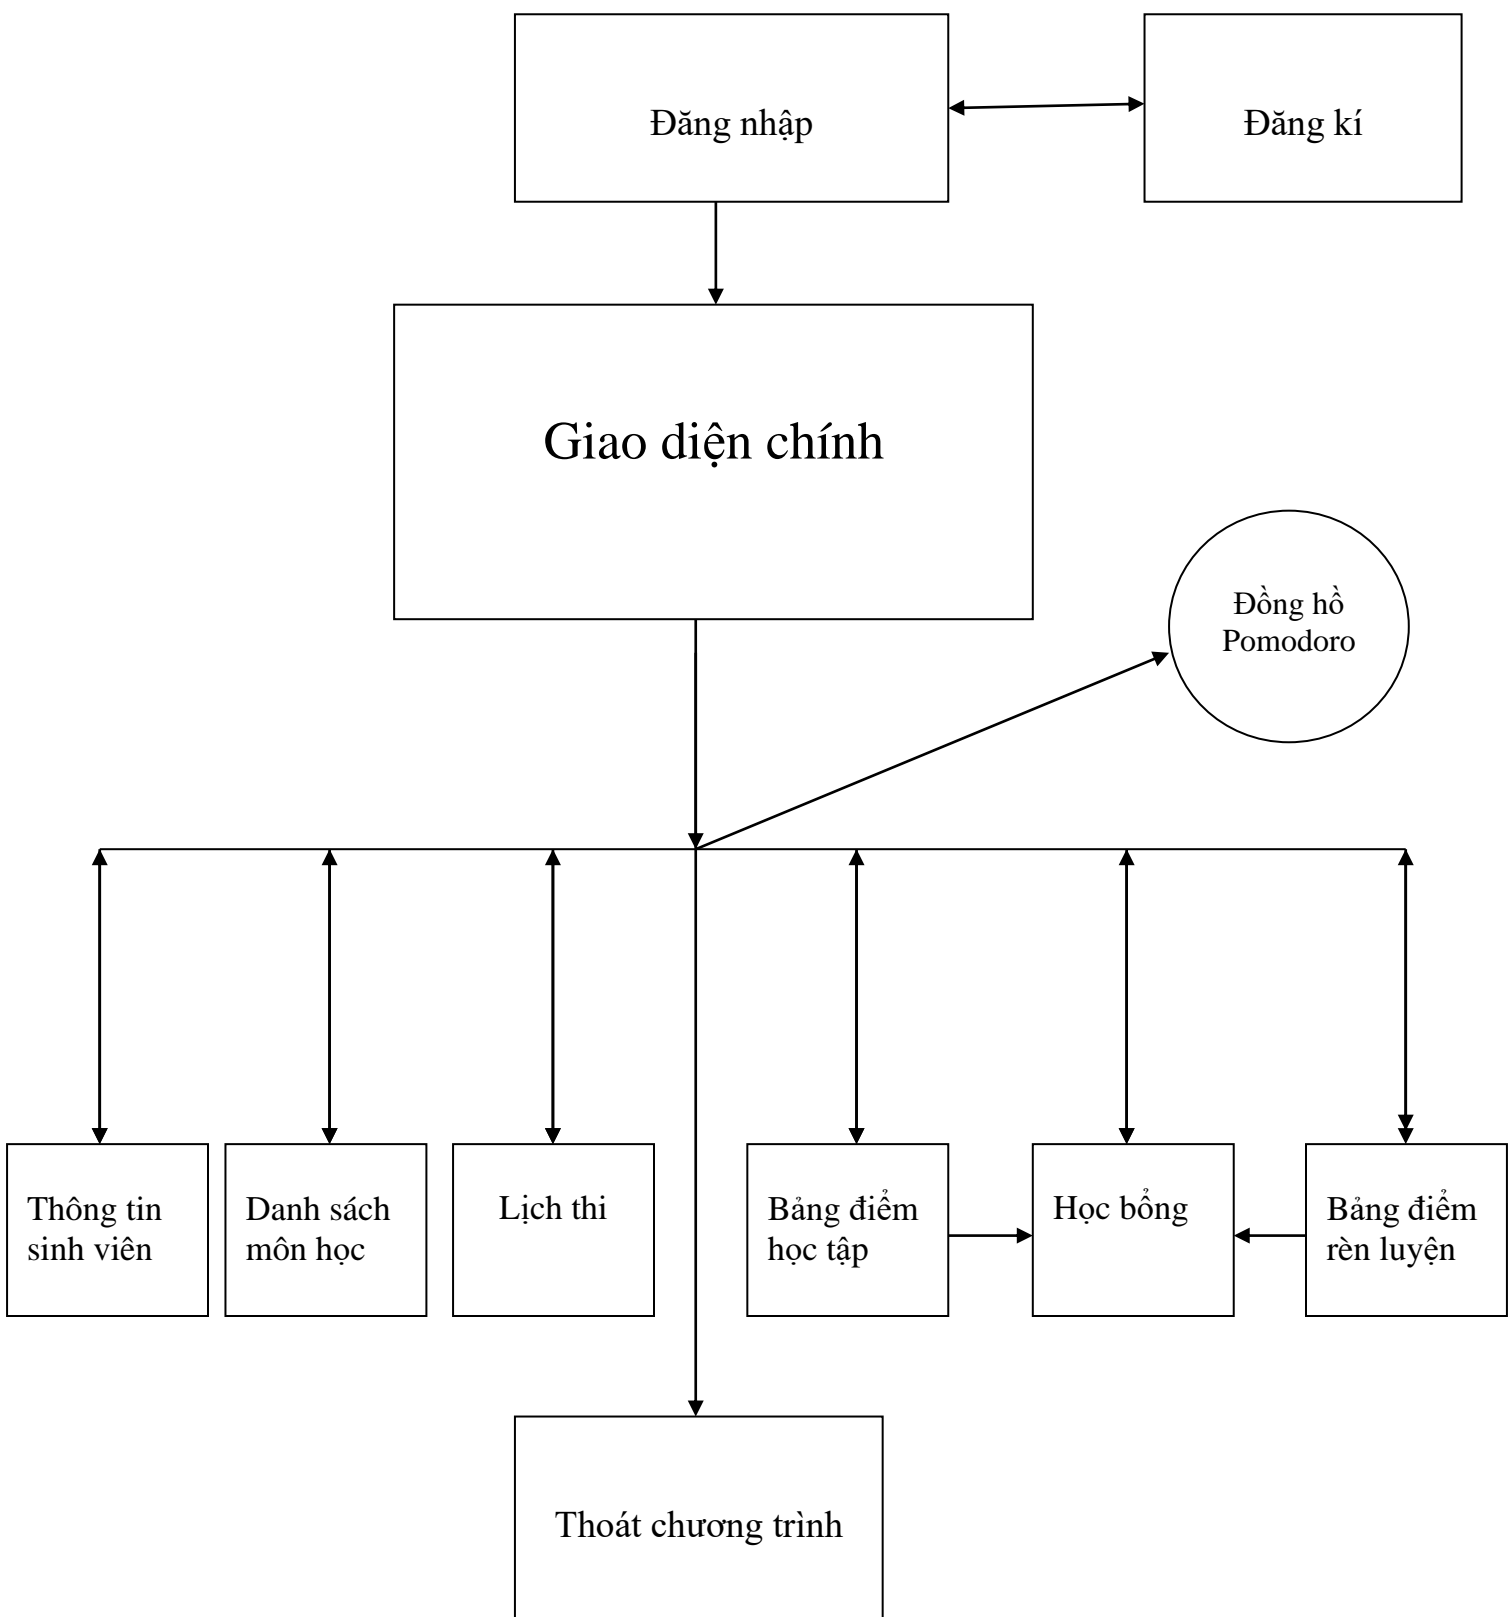 Đăng nhập
Đăng kí
Giao diện chính
Đồng hồ
Pomodoro
Thông tin
sinh viên
Danh sách
môn học
Lịch thi
Bảng điểm
học tập
Học bổng
Bảng điểm
rèn luyện
Thoát chương trình